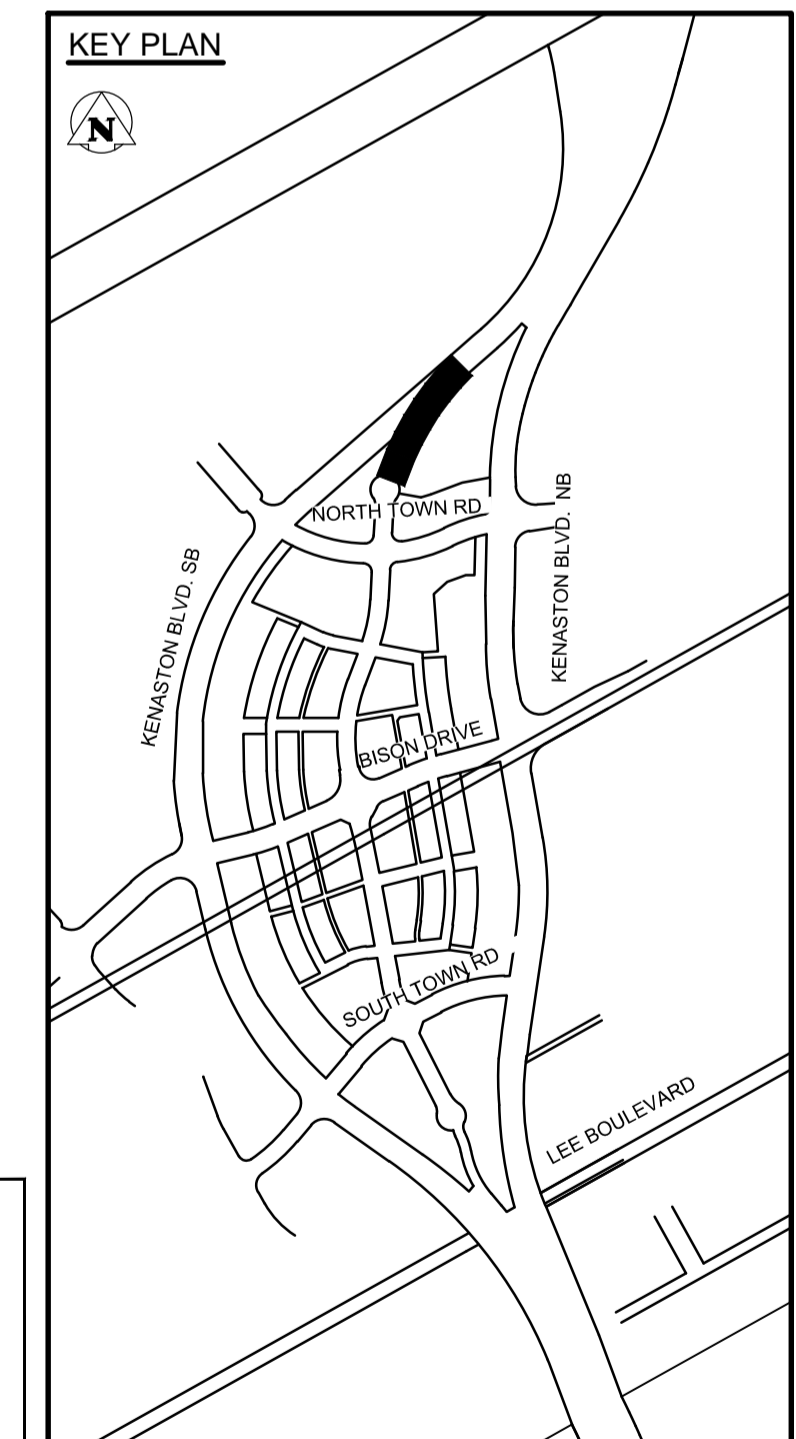 KEY PLAN
N
NORTH TOWN RD
KENASTON BLVD. NB
KENASTON BLVD. SB
BISON DRIVE
SOUTH TOWN RD
LEE BOULEVARD